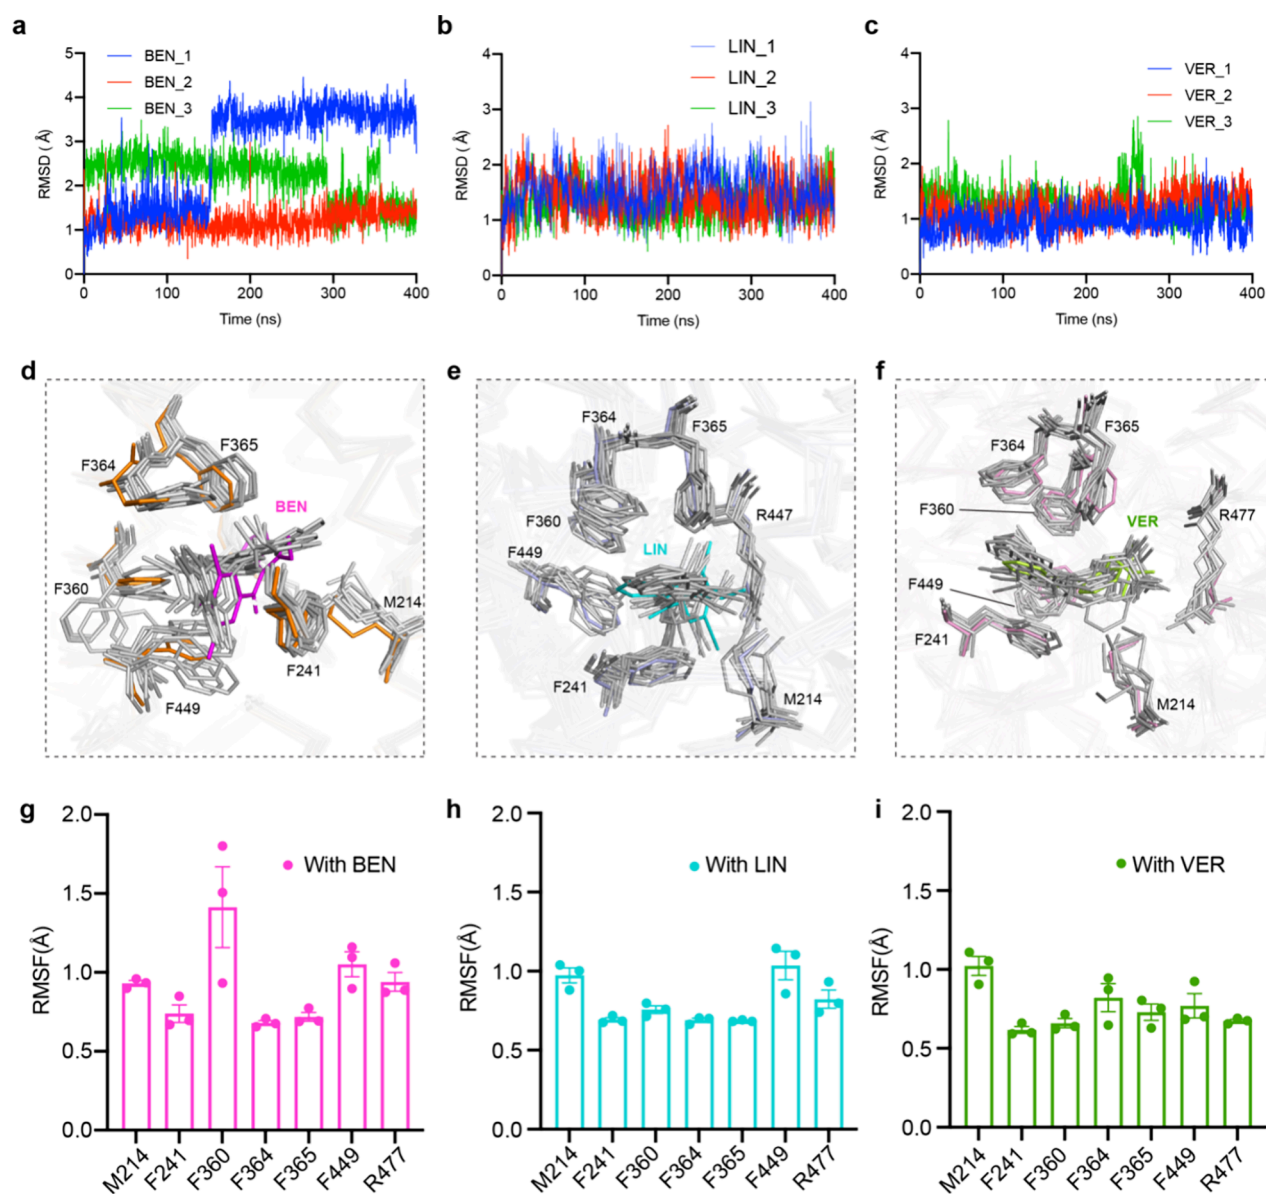 a
BEN_1
BEN_2
BEN_3
RMSD (Å)
5
4
3
2
1
0
0 100 200 300 400
Time (ns)
b
LIN_1
LIN_2
LIN_3
RMSD (Å)
4
3
2
1
0
0 100 200 300 400
Time (ns)
c
VER_1
VER_2
VER_3
RMSD (Å)
4
3
2
1
0
0 100 200 300 400
Time (ns)
d
F364
F365
BEN
F360
M214
F241
F449
e
F364
F365
F360
R447
F449
LIN
F241
M214
f
F365
F364
F360
R477
VER
F449
F241
M214
g
With BEN
RMSF(Å)
2.0
1.5
1.0
0.5
0.0
M214 F241 F360 F364 F365 F449 R477
h
With LIN
RMSF(Å)
2.0
1.5
1.0
0.5
0.0
M214 F241 F360 F364 F365 F449 R477
i
With VER
RMSF(Å)
2.0
1.5
1.0
0.5
0.0
M214 F241 F360 F364 F365 F449 R477